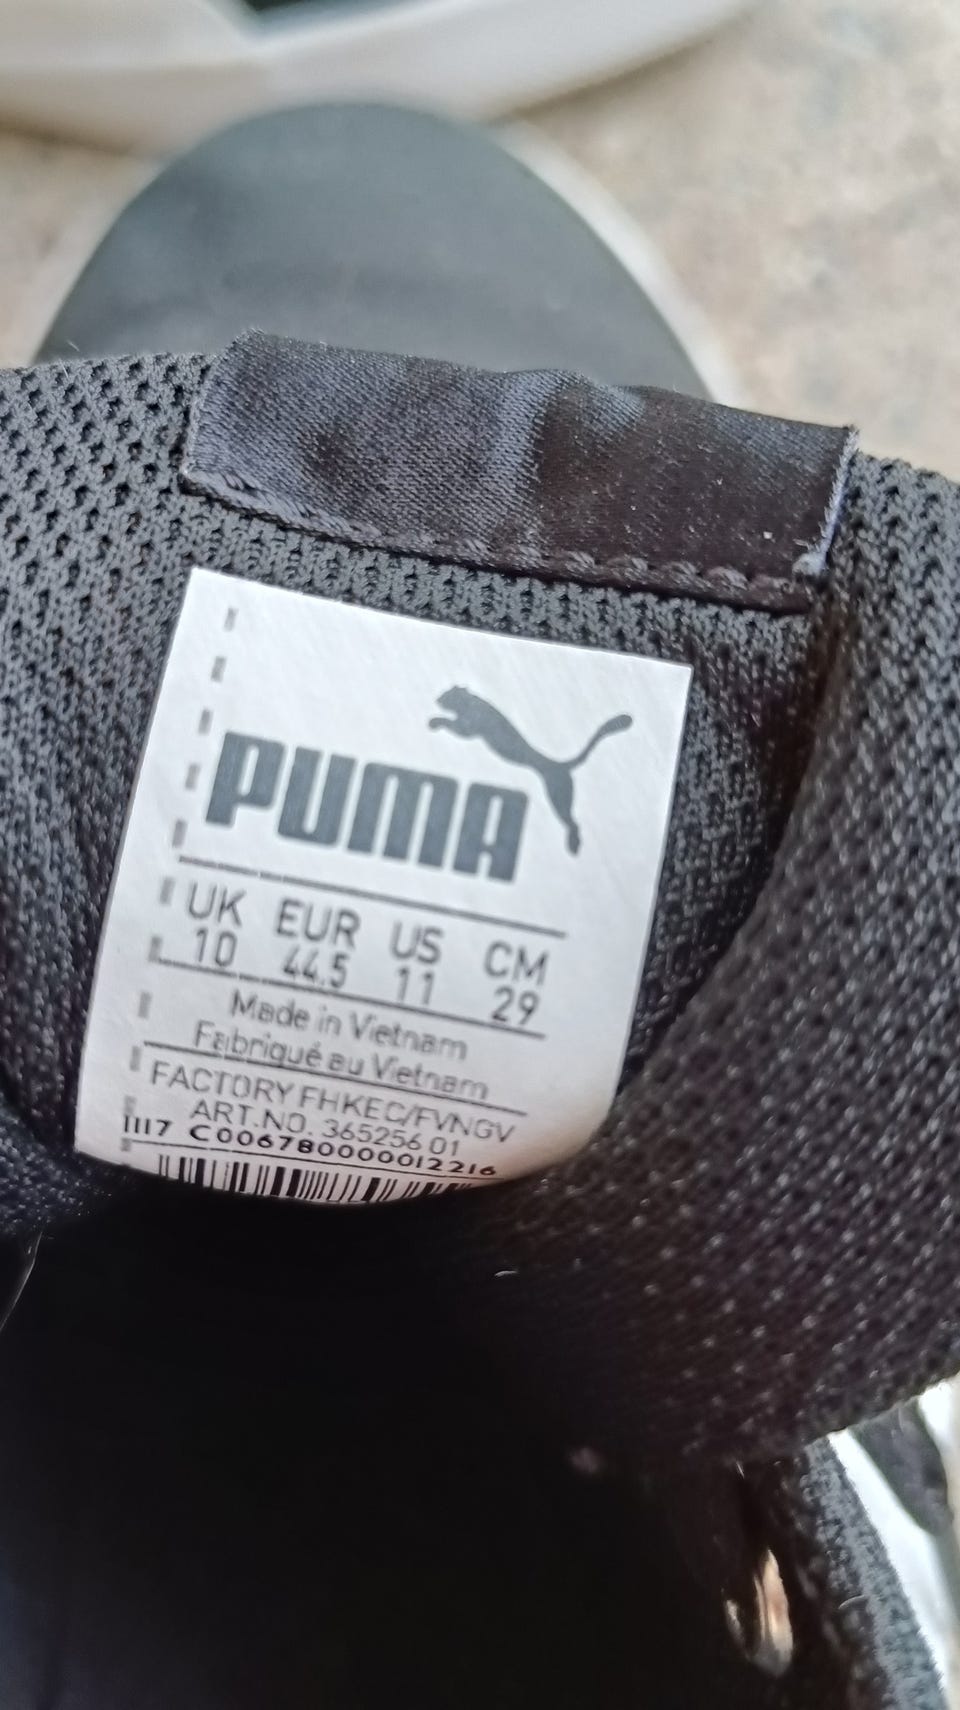 PUMA
UK EUR US CM
10 44.5 11 29
Made in Vietnam
Fabriqué au Vietnam
FACTORY FHKEC/FVNGV
ART.NO. 365256 01
1117 C006780000012216